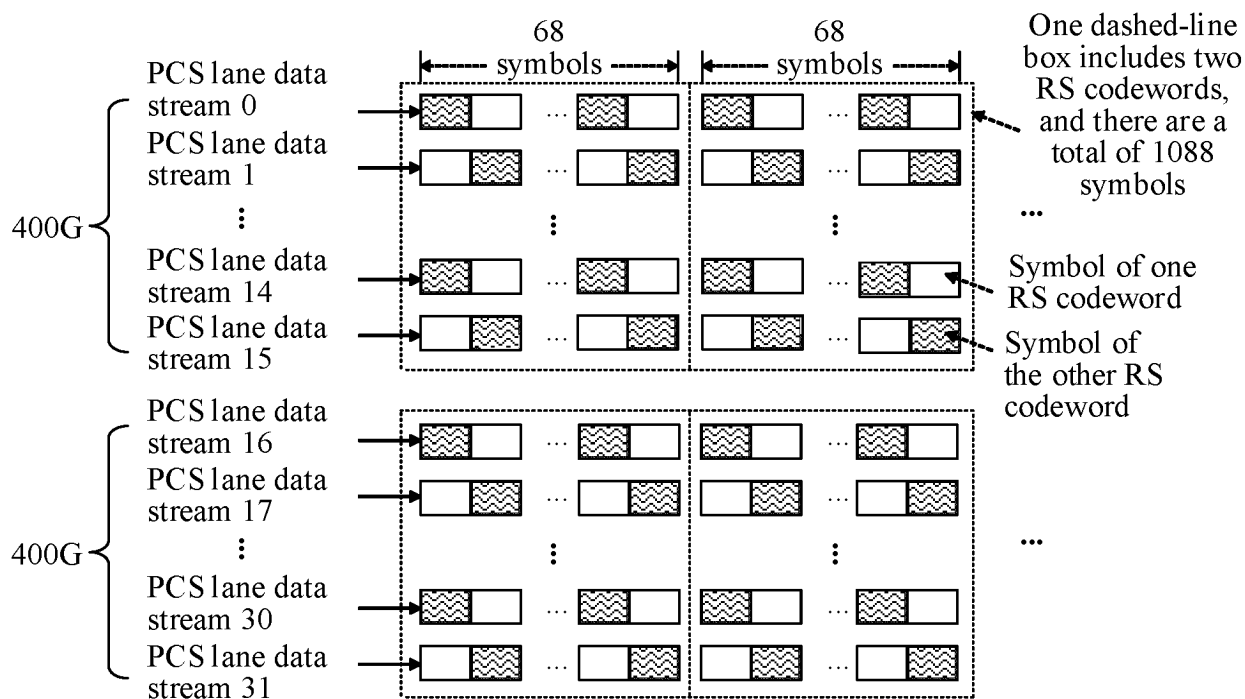 68
symbols
68
symbols
One dashed-line
box includes two
RS codewords,
and there are a
total of 1088
symbols
PCS lane data
stream 0
PCS lane data
stream 1
...
400G
...
...
PCS lane data
stream 14
PCS lane data
stream 15
Symbol of one
RS codeword
Symbol of
the other RS
codeword
PCS lane data
stream 16
PCS lane data
stream 17
400G
...
PCS lane data
stream 30
PCS lane data
stream 31